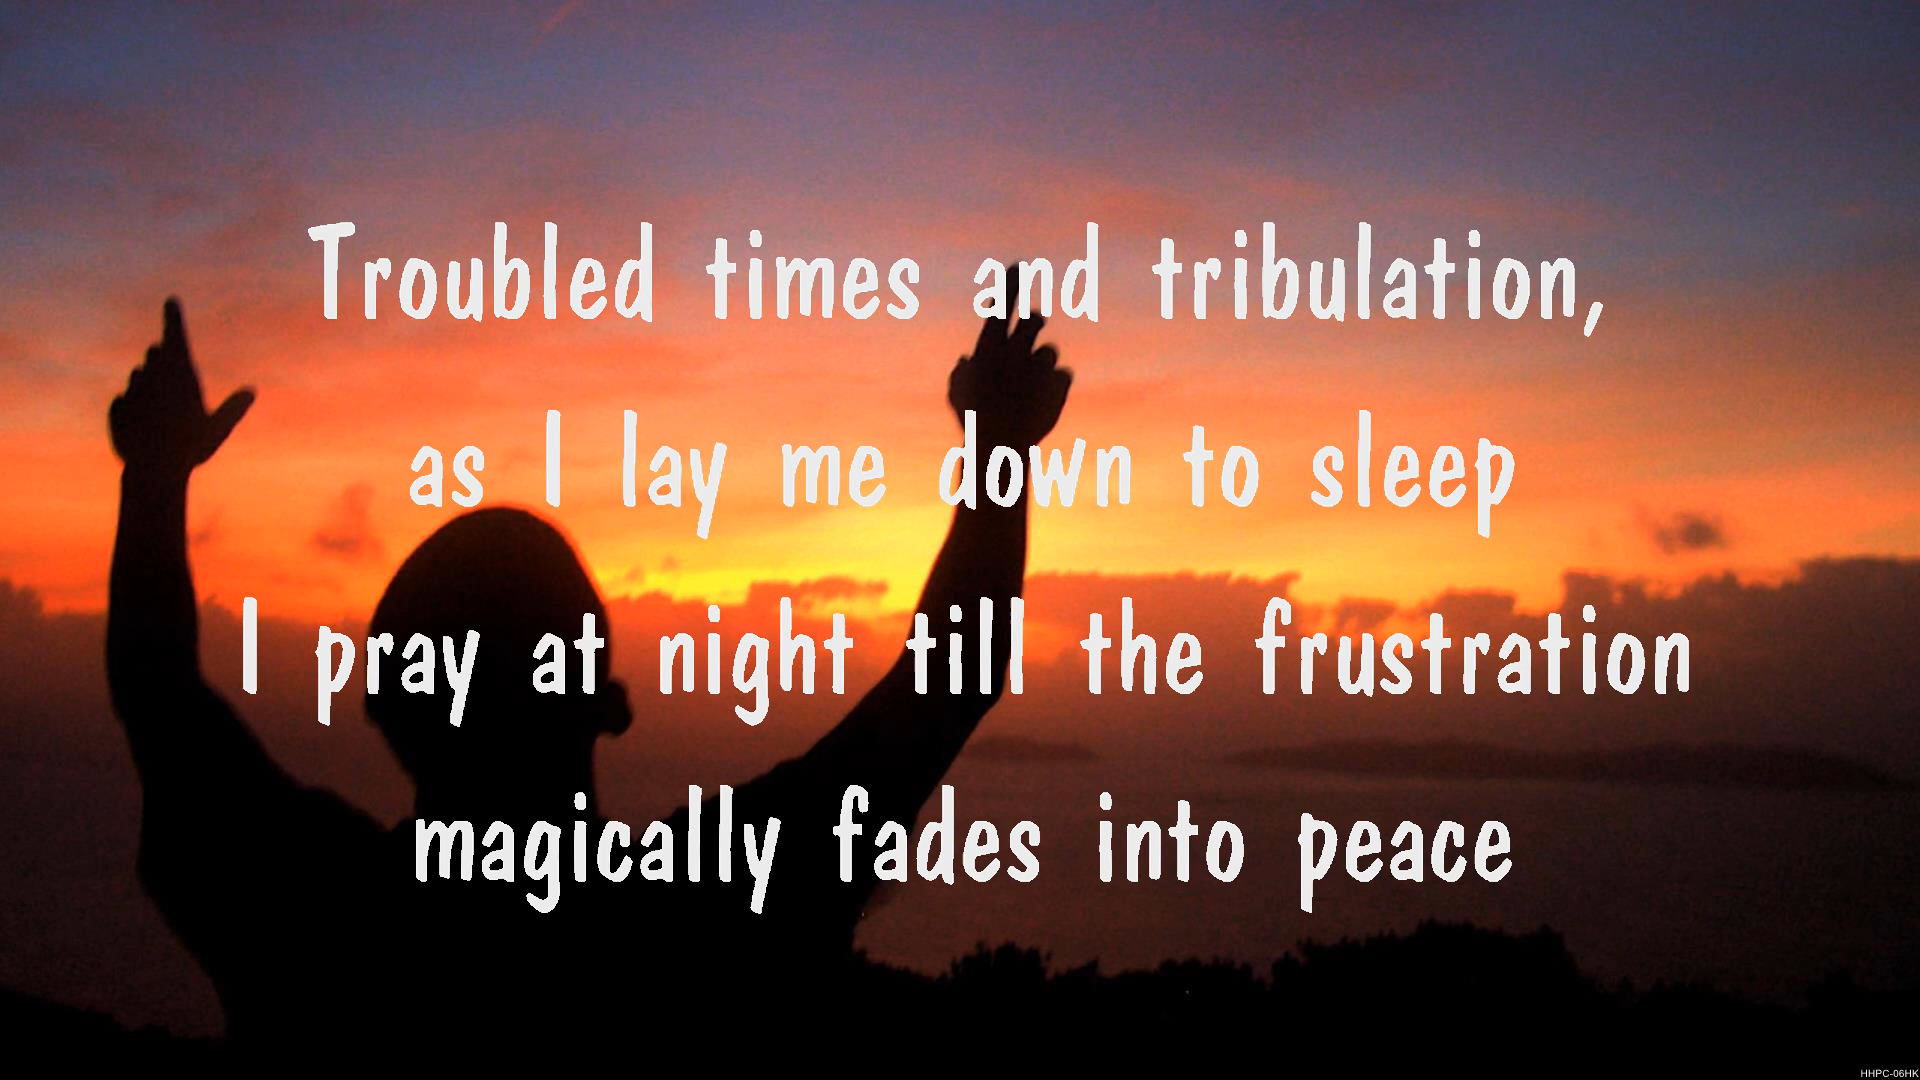 Troubled times and tribulation,
as I lay me down to sleep
I pray at night till the frustration
magically fades into peace
HHPC-06HK